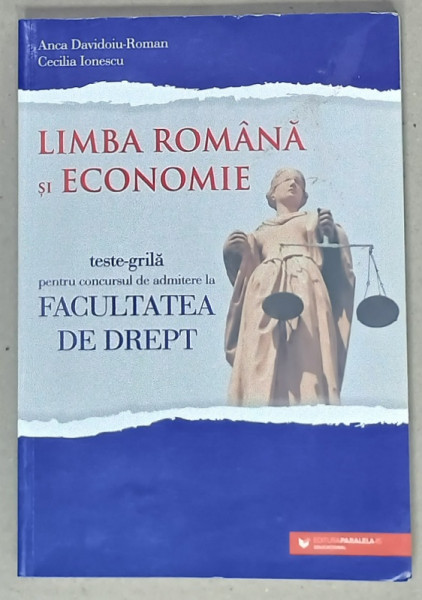 Anca Davidoiu-Roman
Cecilia Ionescu
LIMBA ROMÂNĂ
ȘI ECONOMIE
teste-grilă
pentru concursul de admitere la
FACULTATEA
DE DREPT
EDITURA PARALELA 45